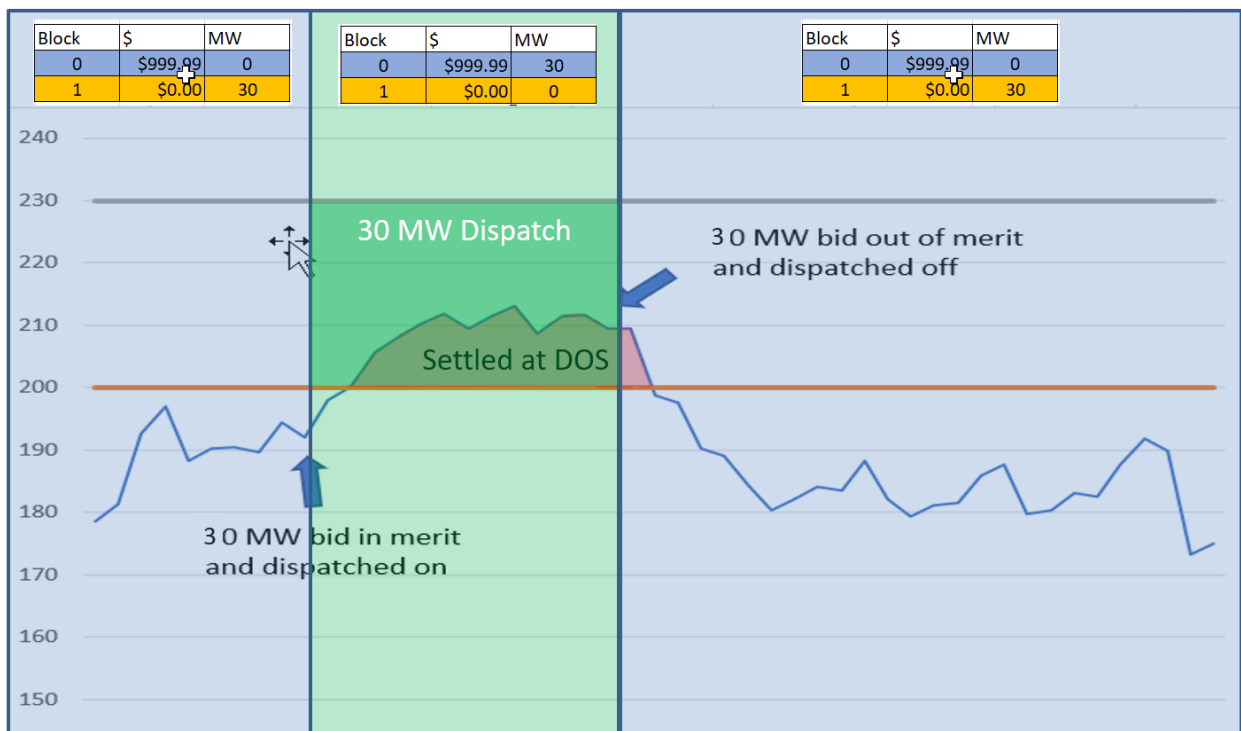 Block $ MW
0 $999.99 0
1 $0.00 30
Block $ MW
0 $999.99 30
1 $0.00 0
Block $ MW
0 $999.99 0
1 $0.00 30
240
230
220
210
200
190
180
170
160
150
30 MW Dispatch
30 MW bid out of merit
and dispatched off
Settled at DOS
30 MW bid in merit
and dispatched on